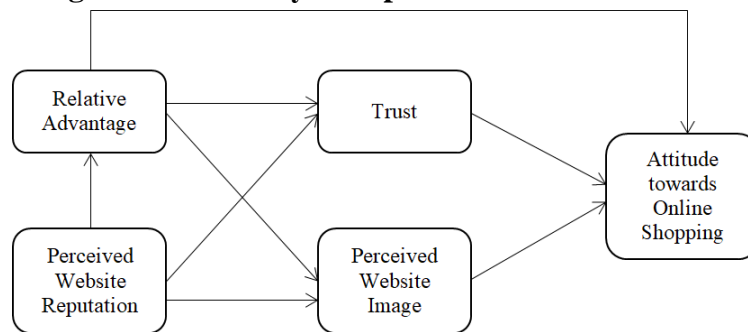 Relative
Advantage
Trust
Attitude
towards
Online
Shopping
Perceived
Website
Reputation
Perceived
Website
Image